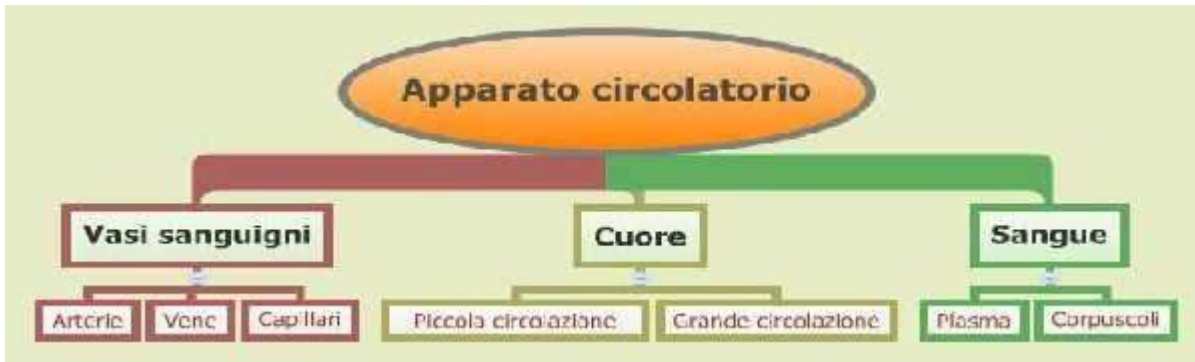 Apparato circolatorio
Vasi sanguigni
Cuore
Sangue
Arterie
Vene
Capillari
Piccola circolazione
Grande circolazione
Plasma
Corpuscoli